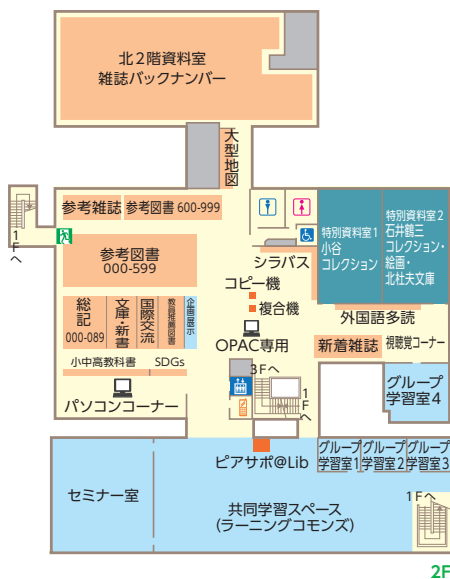 北2階資料室
雑誌バックナンバー
大型地図
参考雑誌
参考図書 600-999
1Fへ
参考図書
000-599
特別資料室1
小谷
コレクション
特別資料室2
石井鶴三
コレクション・
絵画・
北杜夫文庫
シラバス
コピー機
複合機
OPAC専用
外国語多読
新着雑誌
視聴覚コーナー
総記
000-089
文庫・新書
国際交流
教員推薦図書
企画展示
小中高教科書
SDGs
パソコンコーナー
3Fへ
1Fへ
グループ
学習室4
ピアサポ@Lib
グループ
学習室1
グループ
学習室2
グループ
学習室3
セミナー室
共同学習スペース
(ラーニングコモンズ)
1Fへ
2F